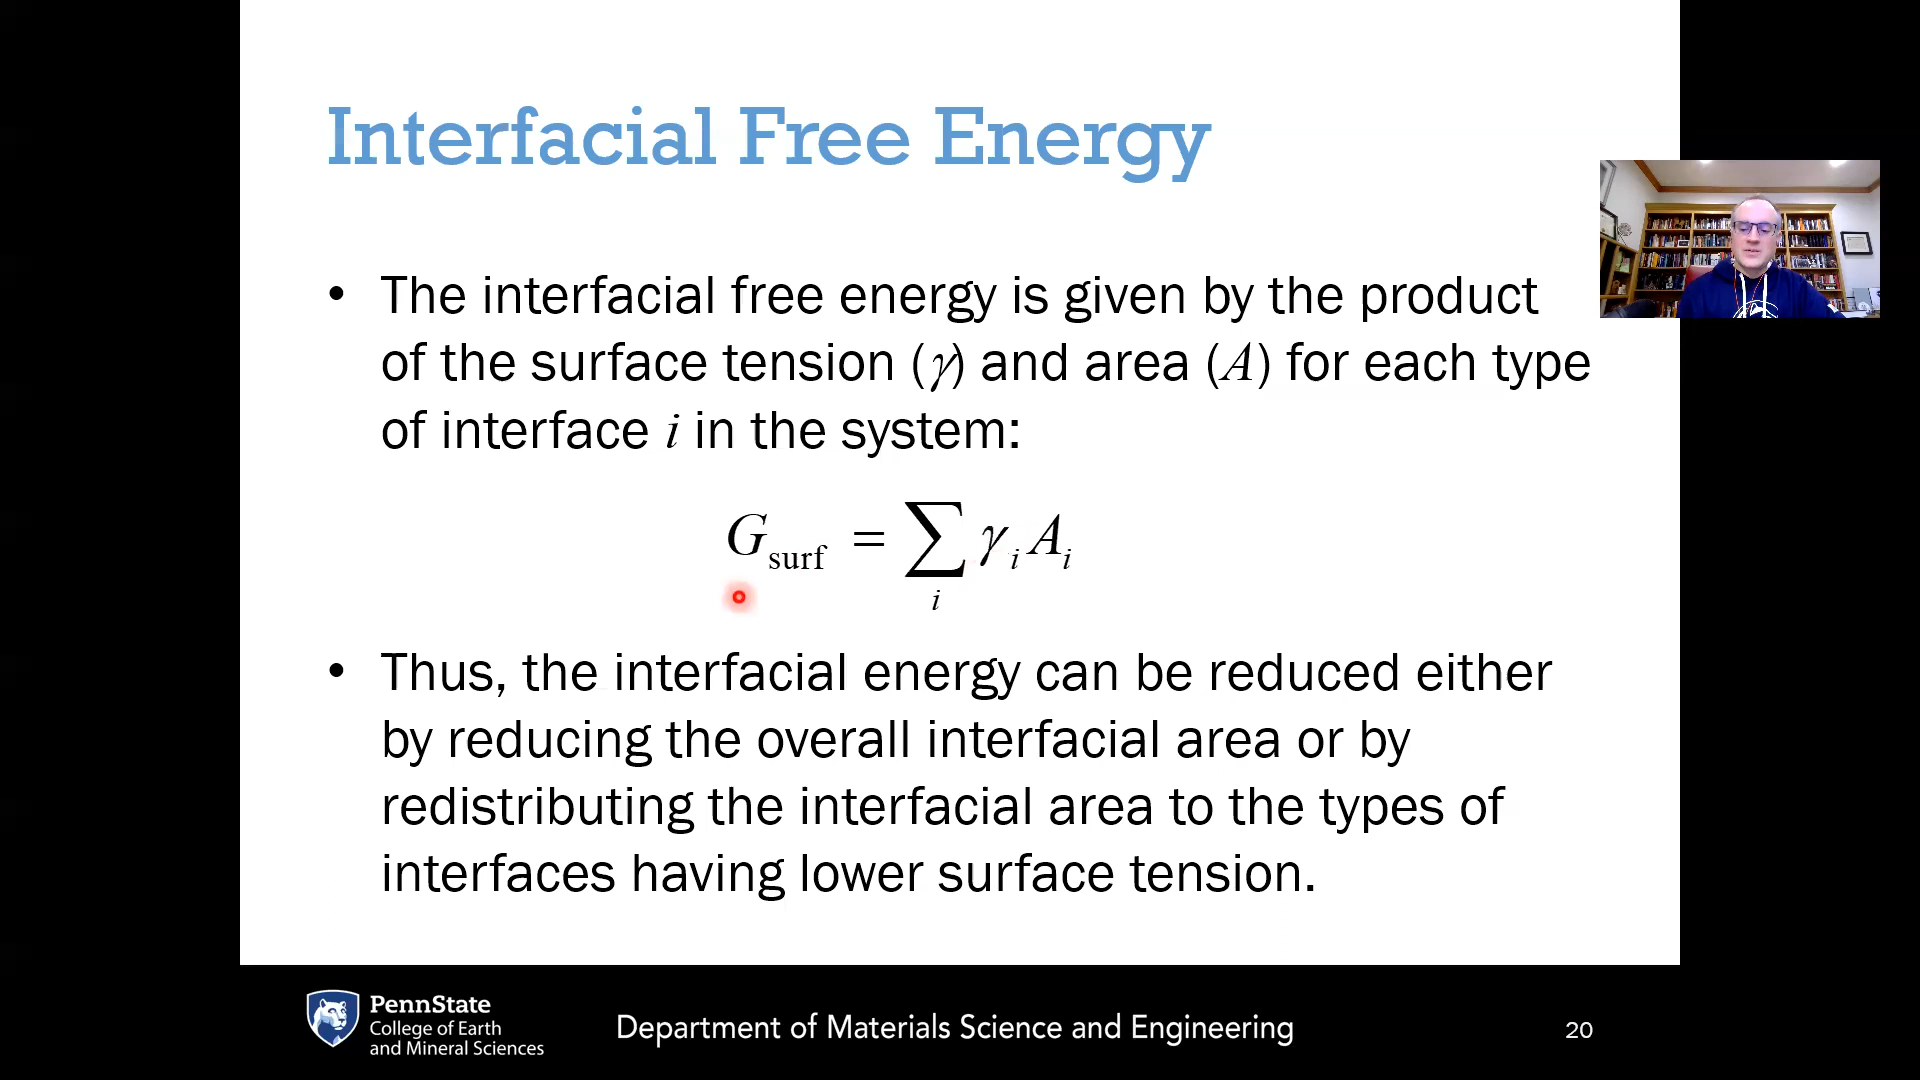 Interfacial Free Energy
• The interfacial free energy is given by the product
of the surface tension (γ) and area (A) for each type
of interface i in the system:
G_surf = ∑_i γ_i A_i
• Thus, the interfacial energy can be reduced either
by reducing the overall interfacial area or by
redistributing the interfacial area to the types of
interfaces having lower surface tension.
PennState
College of Earth
and Mineral Sciences
Department of Materials Science and Engineering
20